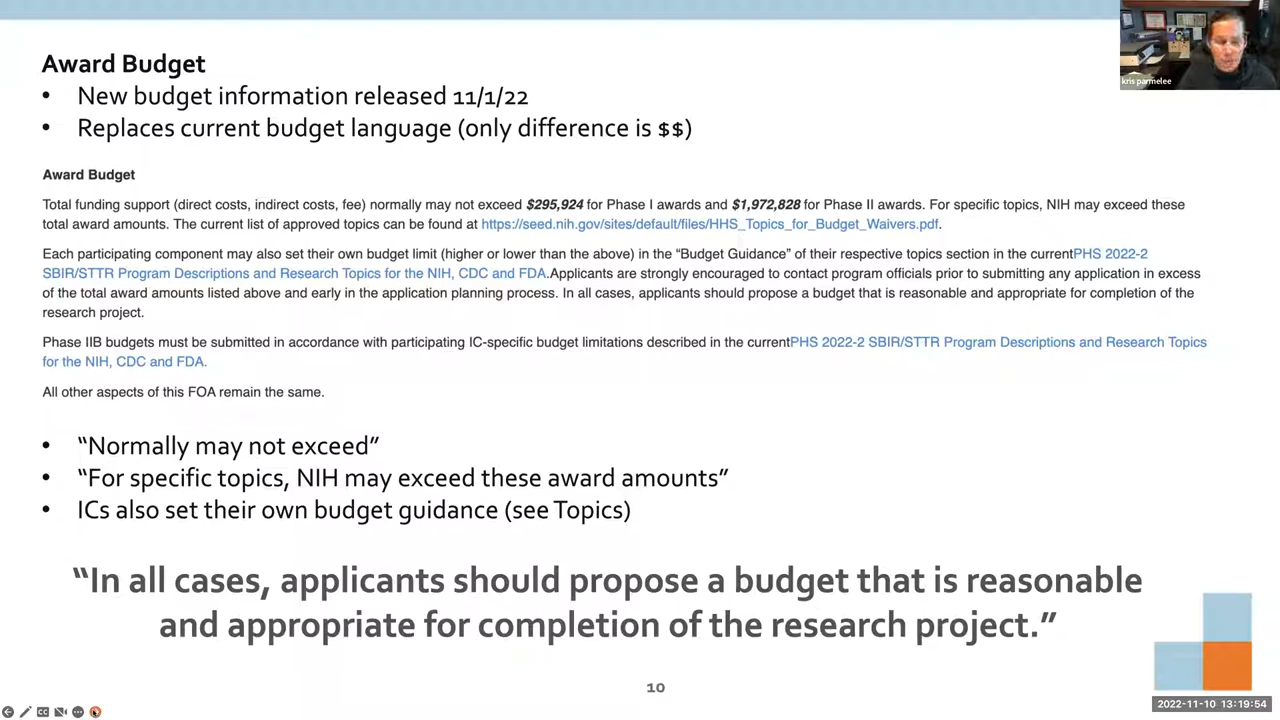 kris parmelee
Award Budget
• New budget information released 11/1/22
• Replaces current budget language (only difference is $$)
Award Budget
Total funding support (direct costs, indirect costs, fee) normally may not exceed $295,924 for Phase I awards and $1,972,828 for Phase II awards. For specific topics, NIH may exceed these
total award amounts. The current list of approved topics can be found at https://seed.nih.gov/sites/default/files/HHS_Topics_for_Budget_Waivers.pdf.
Each participating component may also set their own budget limit (higher or lower than the above) in the “Budget Guidance” of their respective topics section in the currentPHS 2022-2
SBIR/STTR Program Descriptions and Research Topics for the NIH, CDC and FDA.Applicants are strongly encouraged to contact program officials prior to submitting any application in excess
of the total award amounts listed above and early in the application planning process. In all cases, applicants should propose a budget that is reasonable and appropriate for completion of the
research project.
Phase IIB budgets must be submitted in accordance with participating IC-specific budget limitations described in the currentPHS 2022-2 SBIR/STTR Program Descriptions and Research Topics
for the NIH, CDC and FDA.
All other aspects of this FOA remain the same.
• “Normally may not exceed”
• “For specific topics, NIH may exceed these award amounts”
• ICs also set their own budget guidance (see Topics)
“In all cases, applicants should propose a budget that is reasonable
and appropriate for completion of the research project.”
10
2022-11-10 13:19:54